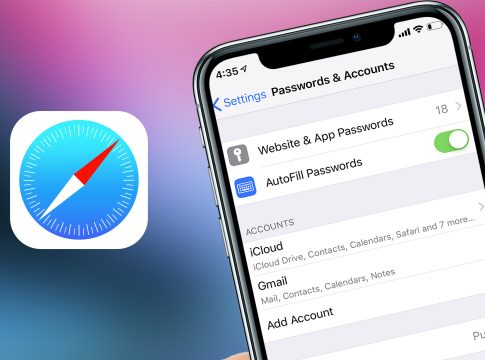 4:35
Settings
Passwords & Accounts
Website & App Passwords
18
AutoFill Passwords
ACCOUNTS
iCloud
iCloud Drive, Contacts, Calendars, Safari and 7 more...
Gmail
Mail, Contacts, Calendars, Notes
Add Account
Pu